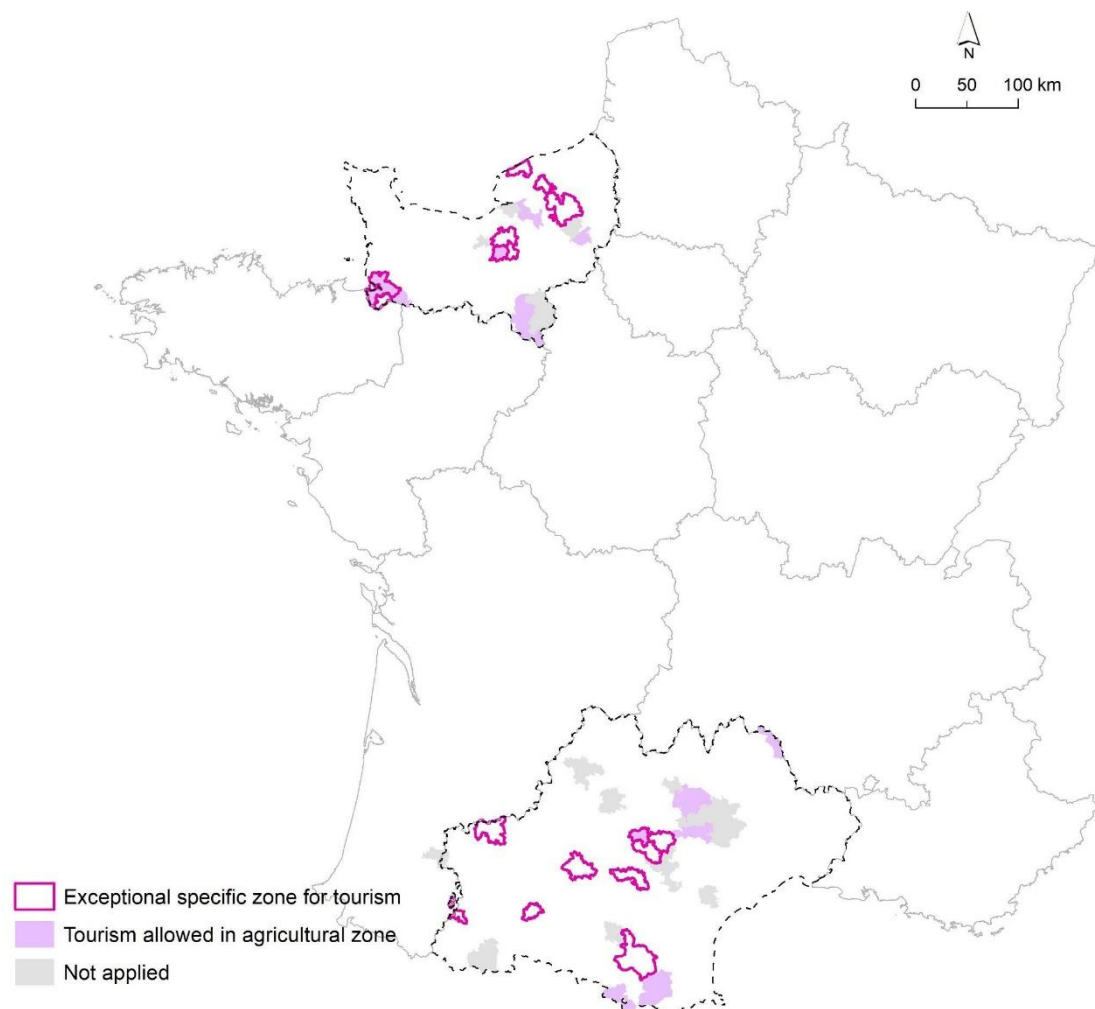 N
0 50 100 km
Exceptional specific zone for tourism
Tourism allowed in agricultural zone
Not applied